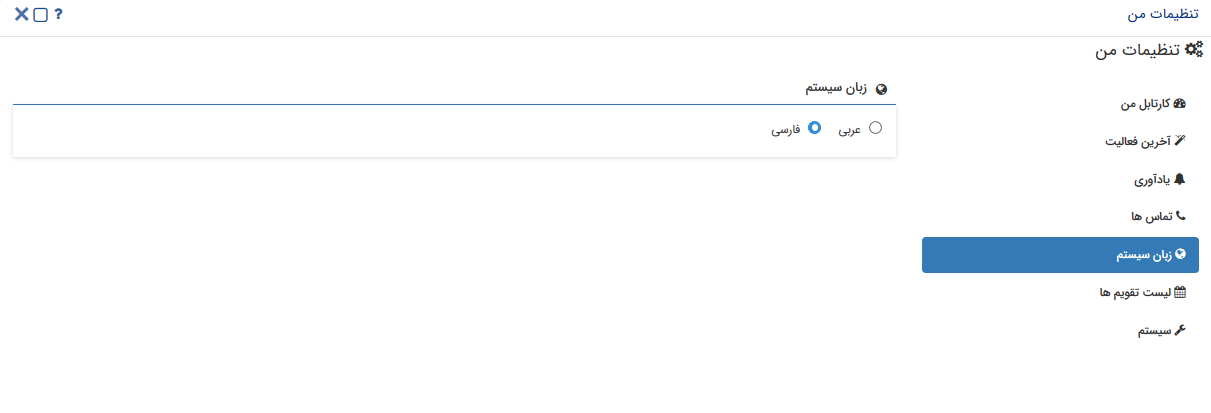 تنظیمات من
?
تنظیمات من
کارتابل من
آخرین فعالیت
یادآوری
تماس ها
زبان سیستم
لیست تقویم ها
سیستم
زبان سیستم
عربی فارسی